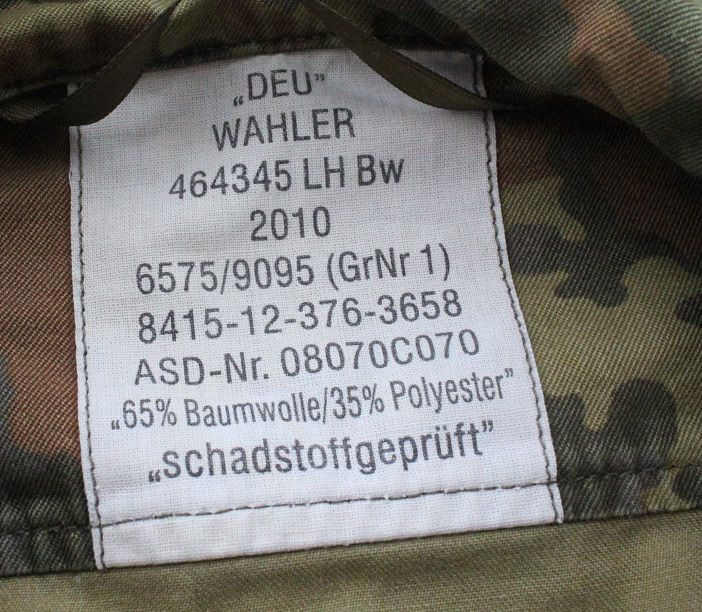 „DEU”
WAHLER
464345 LH Bw
2010
6575/9095 (GrNr 1)
8415-12-376-3658
ASD-Nr. 08070C070
„65% Baumwolle/35% Polyester”
„schadstoffgeprüft”